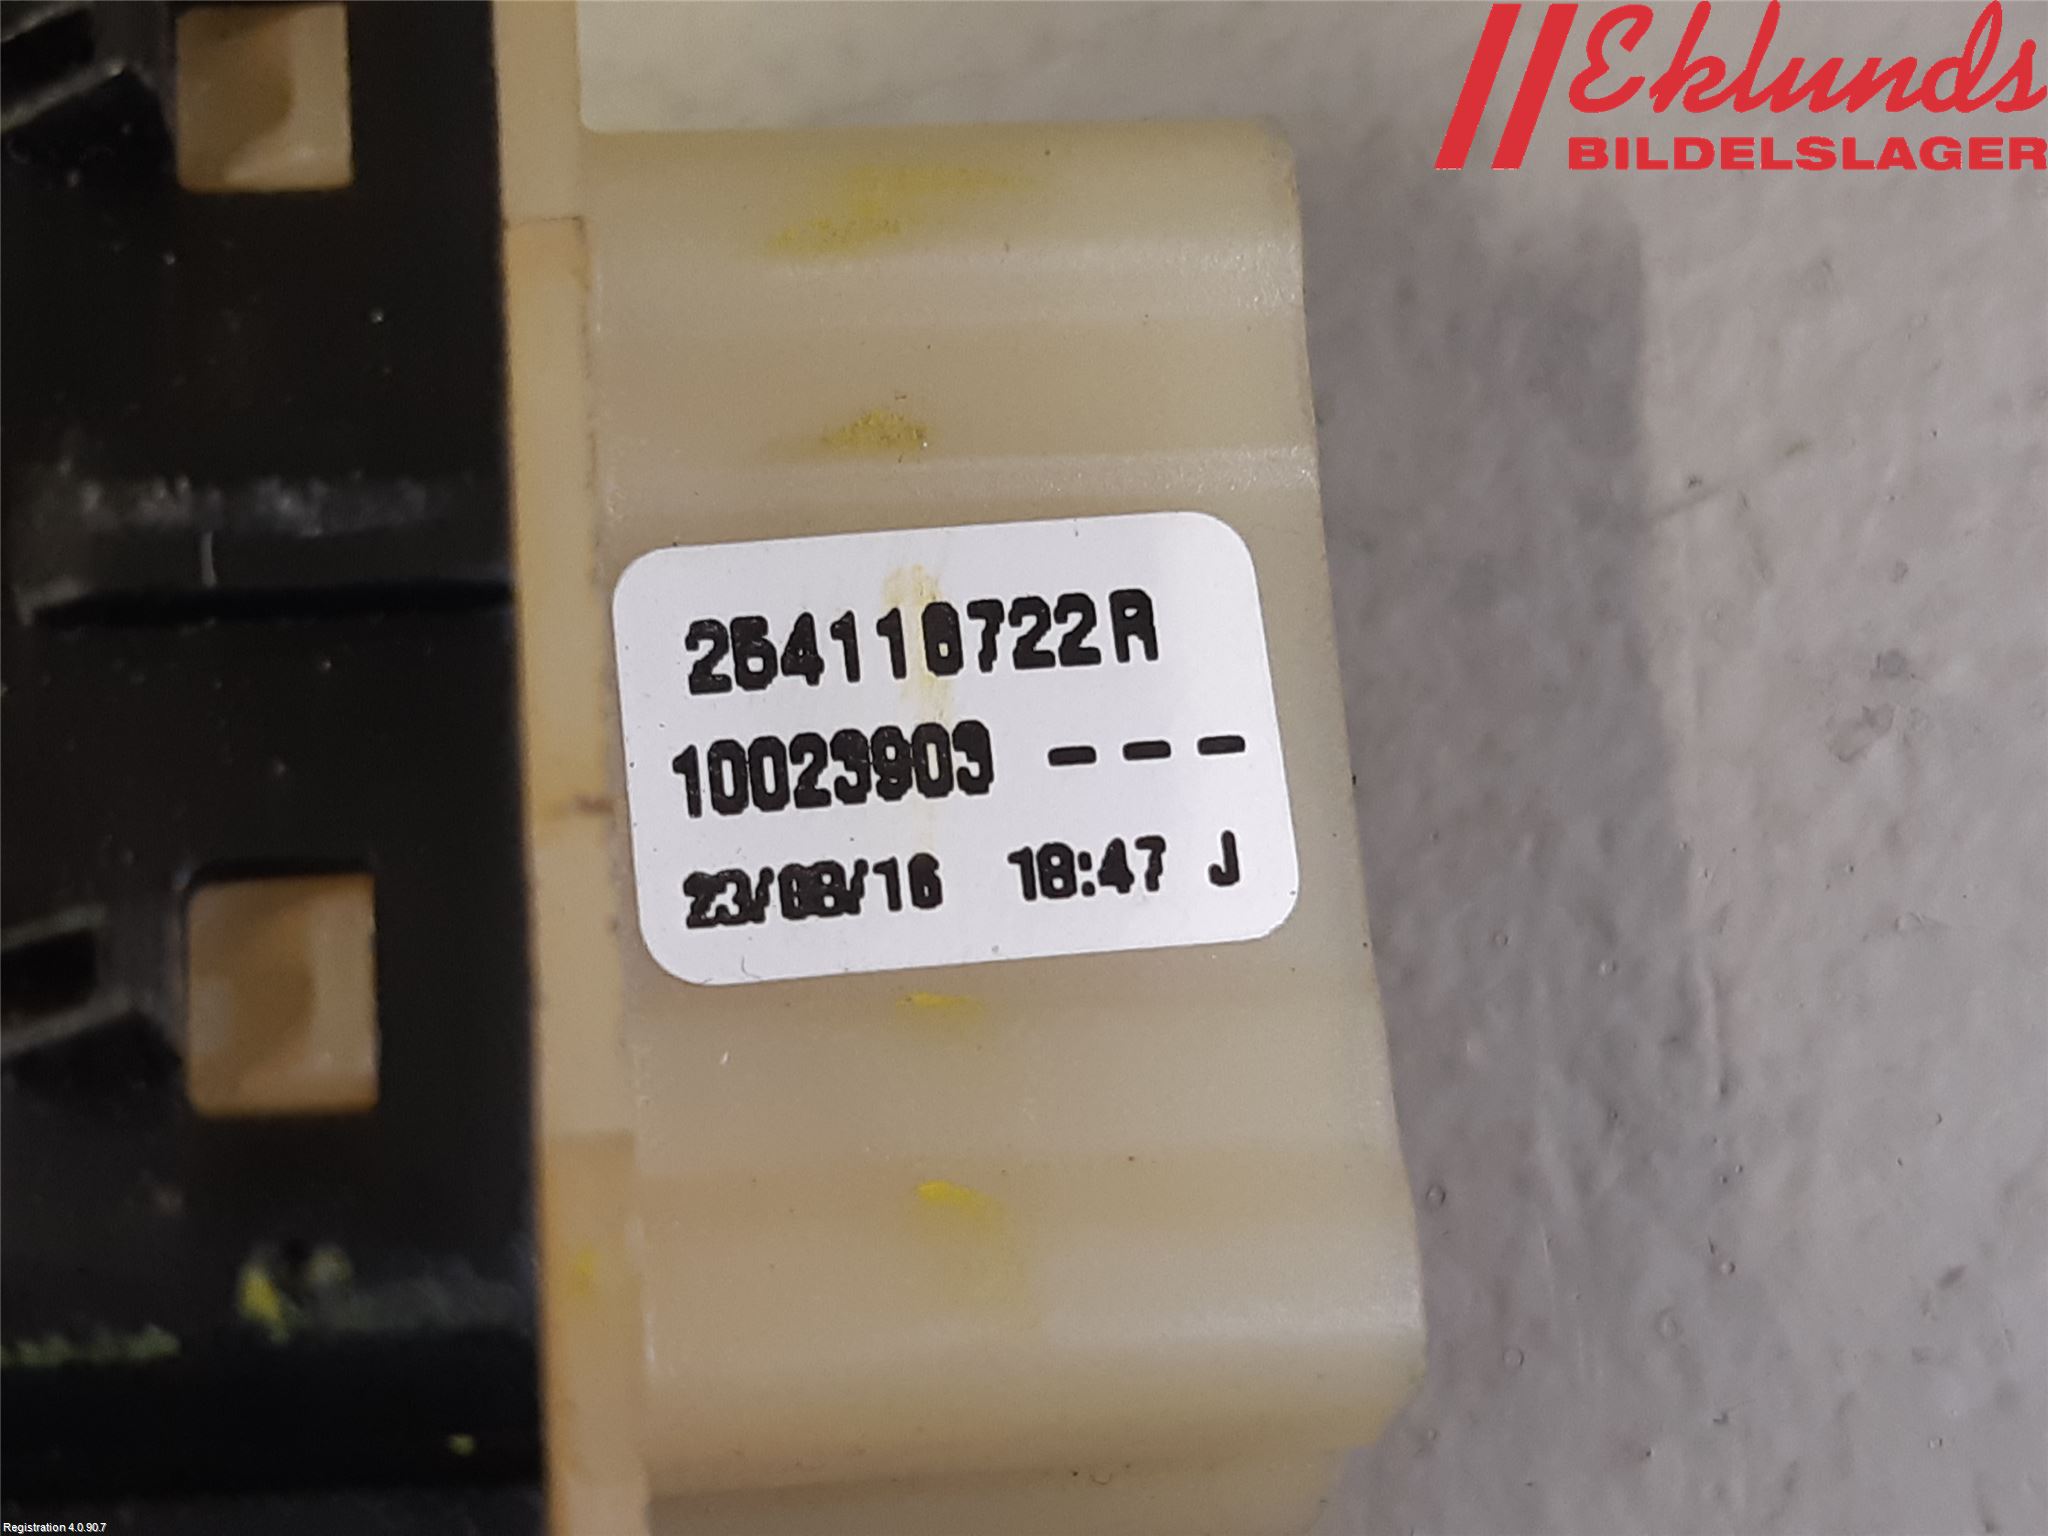 Eklunds
BILDELSLAGER
254116722R
10023903 ---
23/08/16 18:47 J
Registration 4.0.90.7